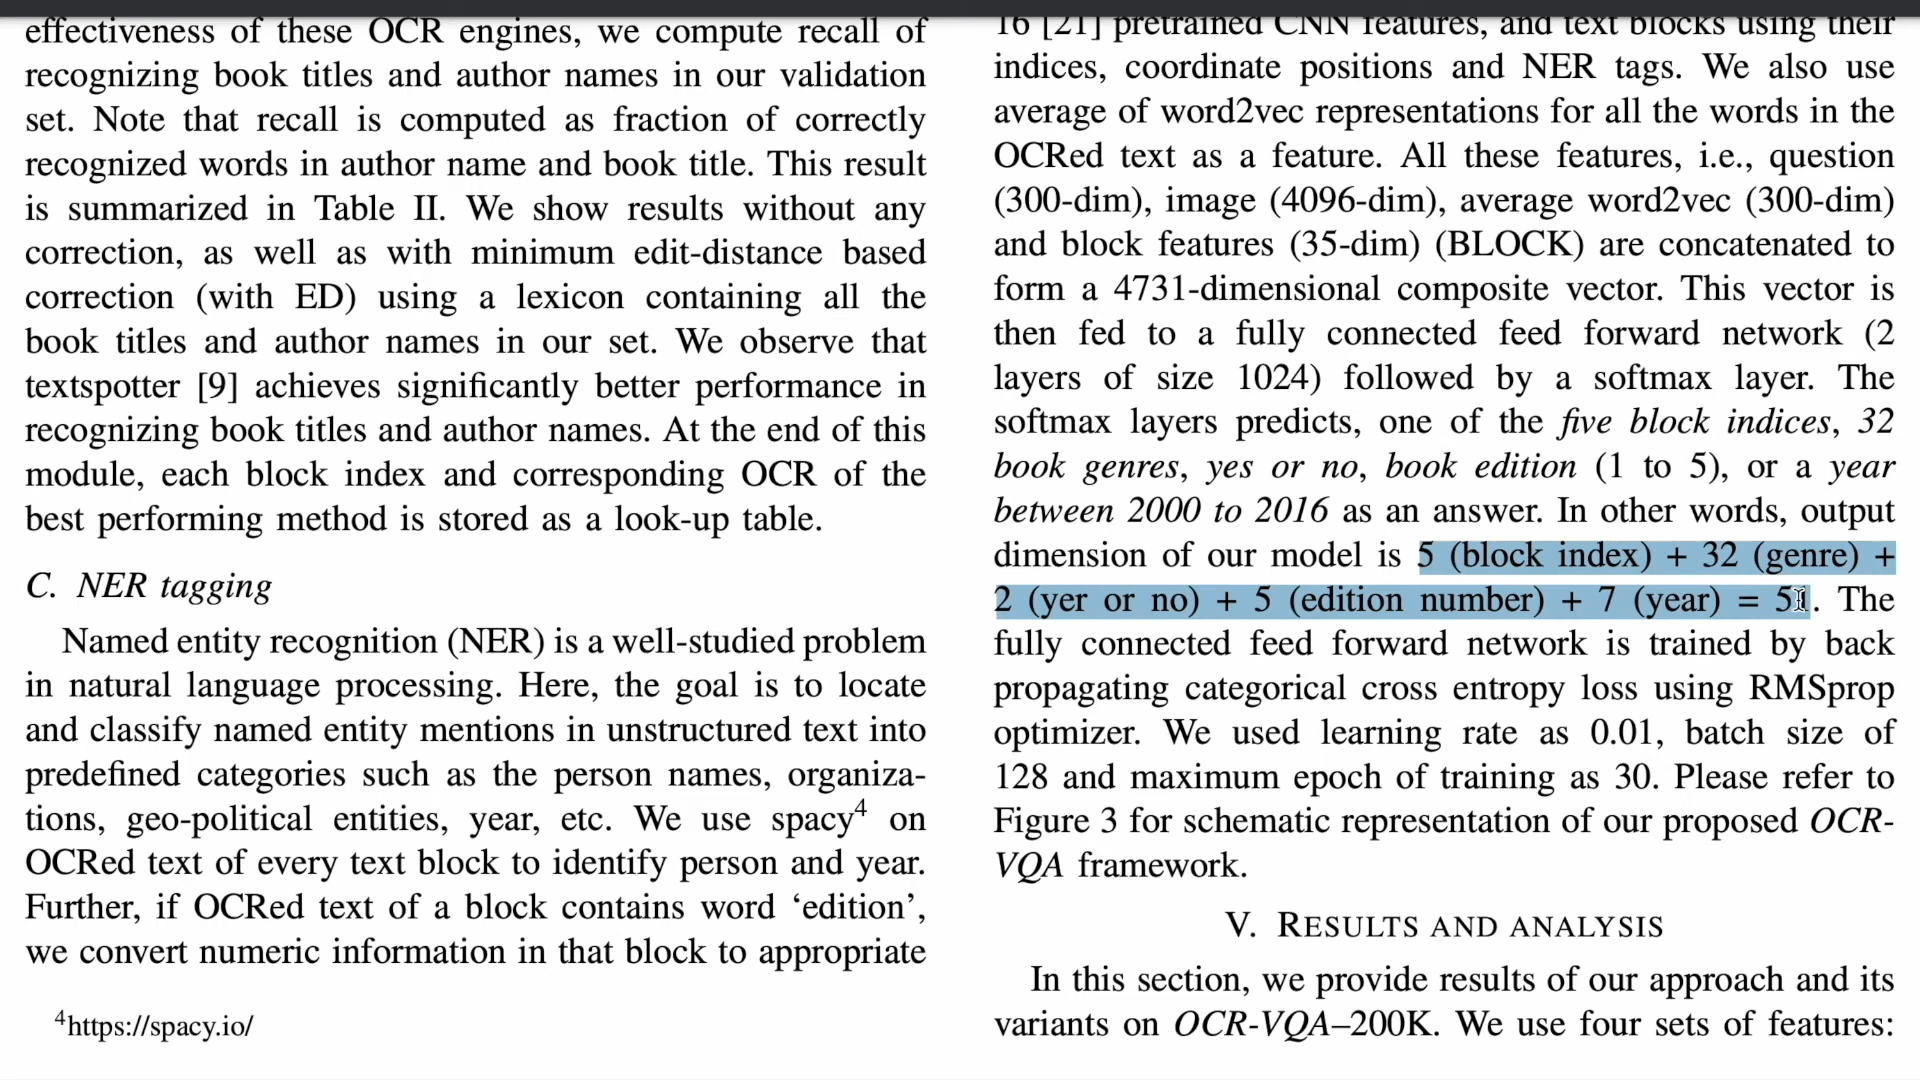 effectiveness of these OCR engines, we compute recall of
recognizing book titles and author names in our validation
set. Note that recall is computed as fraction of correctly
recognized words in author name and book title. This result
is summarized in Table II. We show results without any
correction, as well as with minimum edit-distance based
correction (with ED) using a lexicon containing all the
book titles and author names in our set. We observe that
textspotter [9] achieves significantly better performance in
recognizing book titles and author names. At the end of this
module, each block index and corresponding OCR of the
best performing method is stored as a look-up table.
C. NER tagging
Named entity recognition (NER) is a well-studied problem
in natural language processing. Here, the goal is to locate
and classify named entity mentions in unstructured text into
predefined categories such as the person names, organiza-
tions, geo-political entities, year, etc. We use spacy⁴ on
OCRed text of every text block to identify person and year.
Further, if OCRed text of a block contains word ‘edition’,
we convert numeric information in that block to appropriate
⁴https://spacy.io/
16 [21] pretrained CNN features, and text blocks using their
indices, coordinate positions and NER tags. We also use
average of word2vec representations for all the words in the
OCRed text as a feature. All these features, i.e., question
(300-dim), image (4096-dim), average word2vec (300-dim)
and block features (35-dim) (BLOCK) are concatenated to
form a 4731-dimensional composite vector. This vector is
then fed to a fully connected feed forward network (2
layers of size 1024) followed by a softmax layer. The
softmax layers predicts, one of the five block indices, 32
book genres, yes or no, book edition (1 to 5), or a year
between 2000 to 2016 as an answer. In other words, output
dimension of our model is 5 (block index) + 32 (genre) +
2 (yer or no) + 5 (edition number) + 7 (year) = 51. The
fully connected feed forward network is trained by back
propagating categorical cross entropy loss using RMSprop
optimizer. We used learning rate as 0.01, batch size of
128 and maximum epoch of training as 30. Please refer to
Figure 3 for schematic representation of our proposed OCR-
VQA framework.
V. RESULTS AND ANALYSIS
In this section, we provide results of our approach and its
variants on OCR-VQA–200K. We use four sets of features: